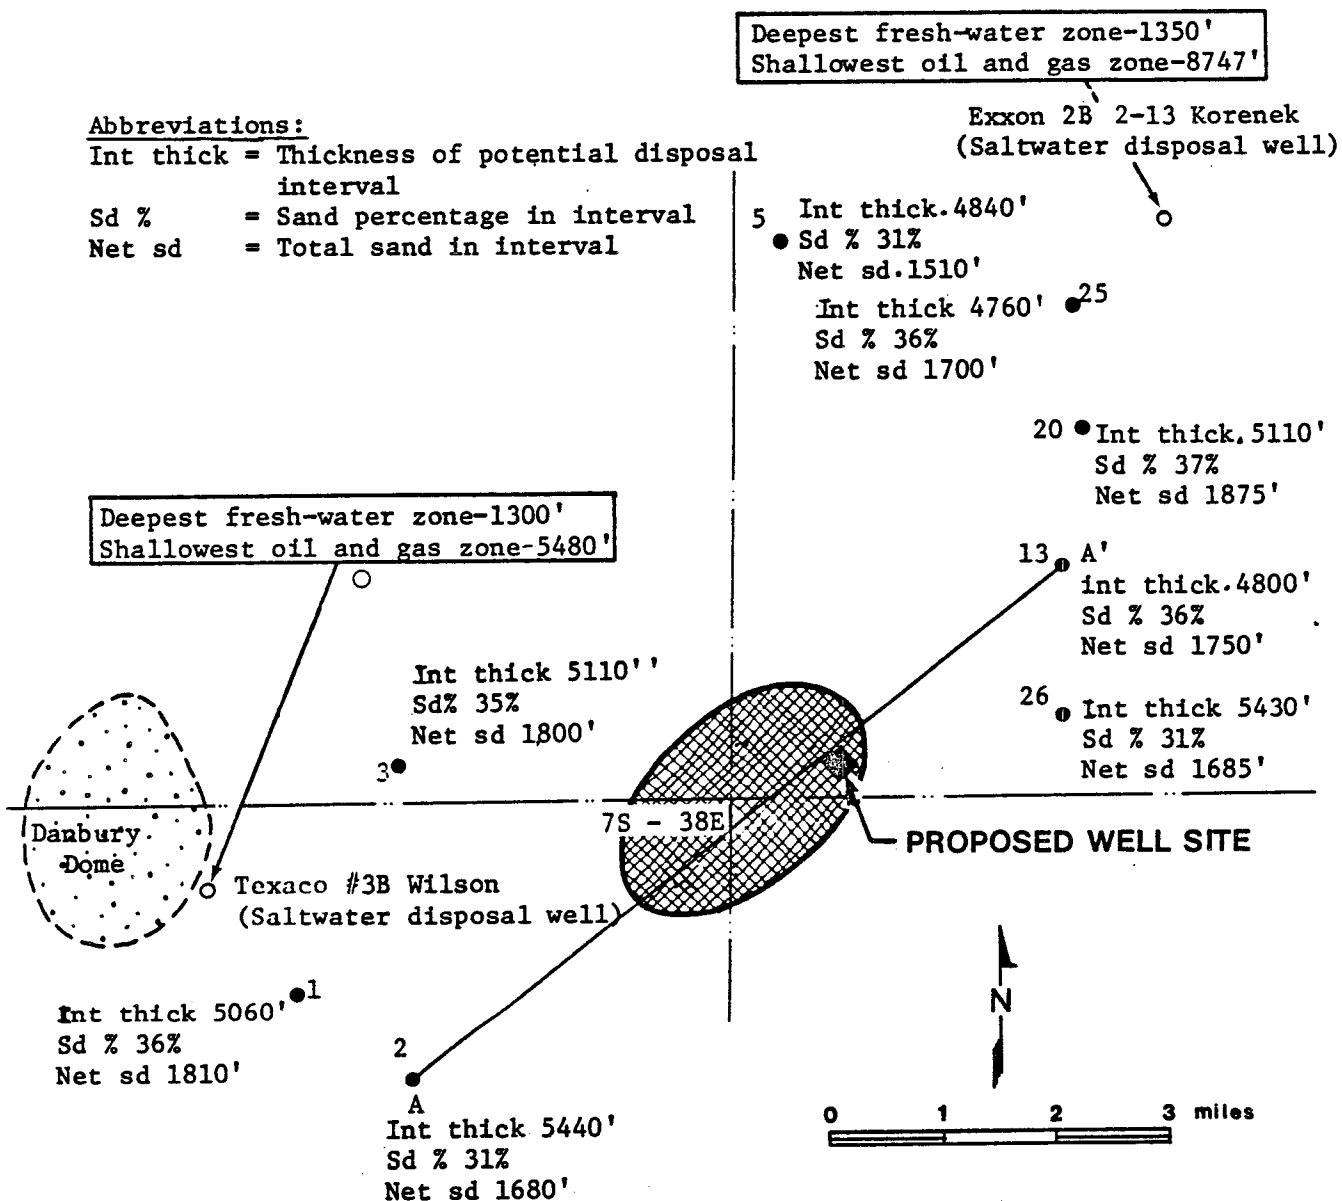 Deepest fresh-water zone-1350'
Shallowest oil and gas zone-8747'
Exxon 2B 2-13 Korenek
(Saltwater disposal well)
Abbreviations:
Int thick = Thickness of potential disposal
interval
Sd % = Sand percentage in interval
Net sd = Total sand in interval
5
Int thick.4840'
Sd % 31%
Net sd.1510'
25
Int thick 4760'
Sd % 36%
Net sd 1700'
20
Int thick.5110'
Sd % 37%
Net sd 1875'
Deepest fresh-water zone-1300'
Shallowest oil and gas zone-5480'
13 A'
int thick.4800'
Sd % 36%
Net sd 1750'
Int thick 5110''
Sd% 35%
Net sd 1800'
3
26
Int thick 5430'
Sd % 31%
Net sd 1685'
7S - 38E
PROPOSED WELL SITE
Danbury
Dome
Texaco #3B Wilson
(Saltwater disposal well)
1
Int thick 5060'
Sd % 36%
Net sd 1810'
2
A
Int thick 5440'
Sd % 31%
Net sd 1680'
N
0 1 2 3 miles